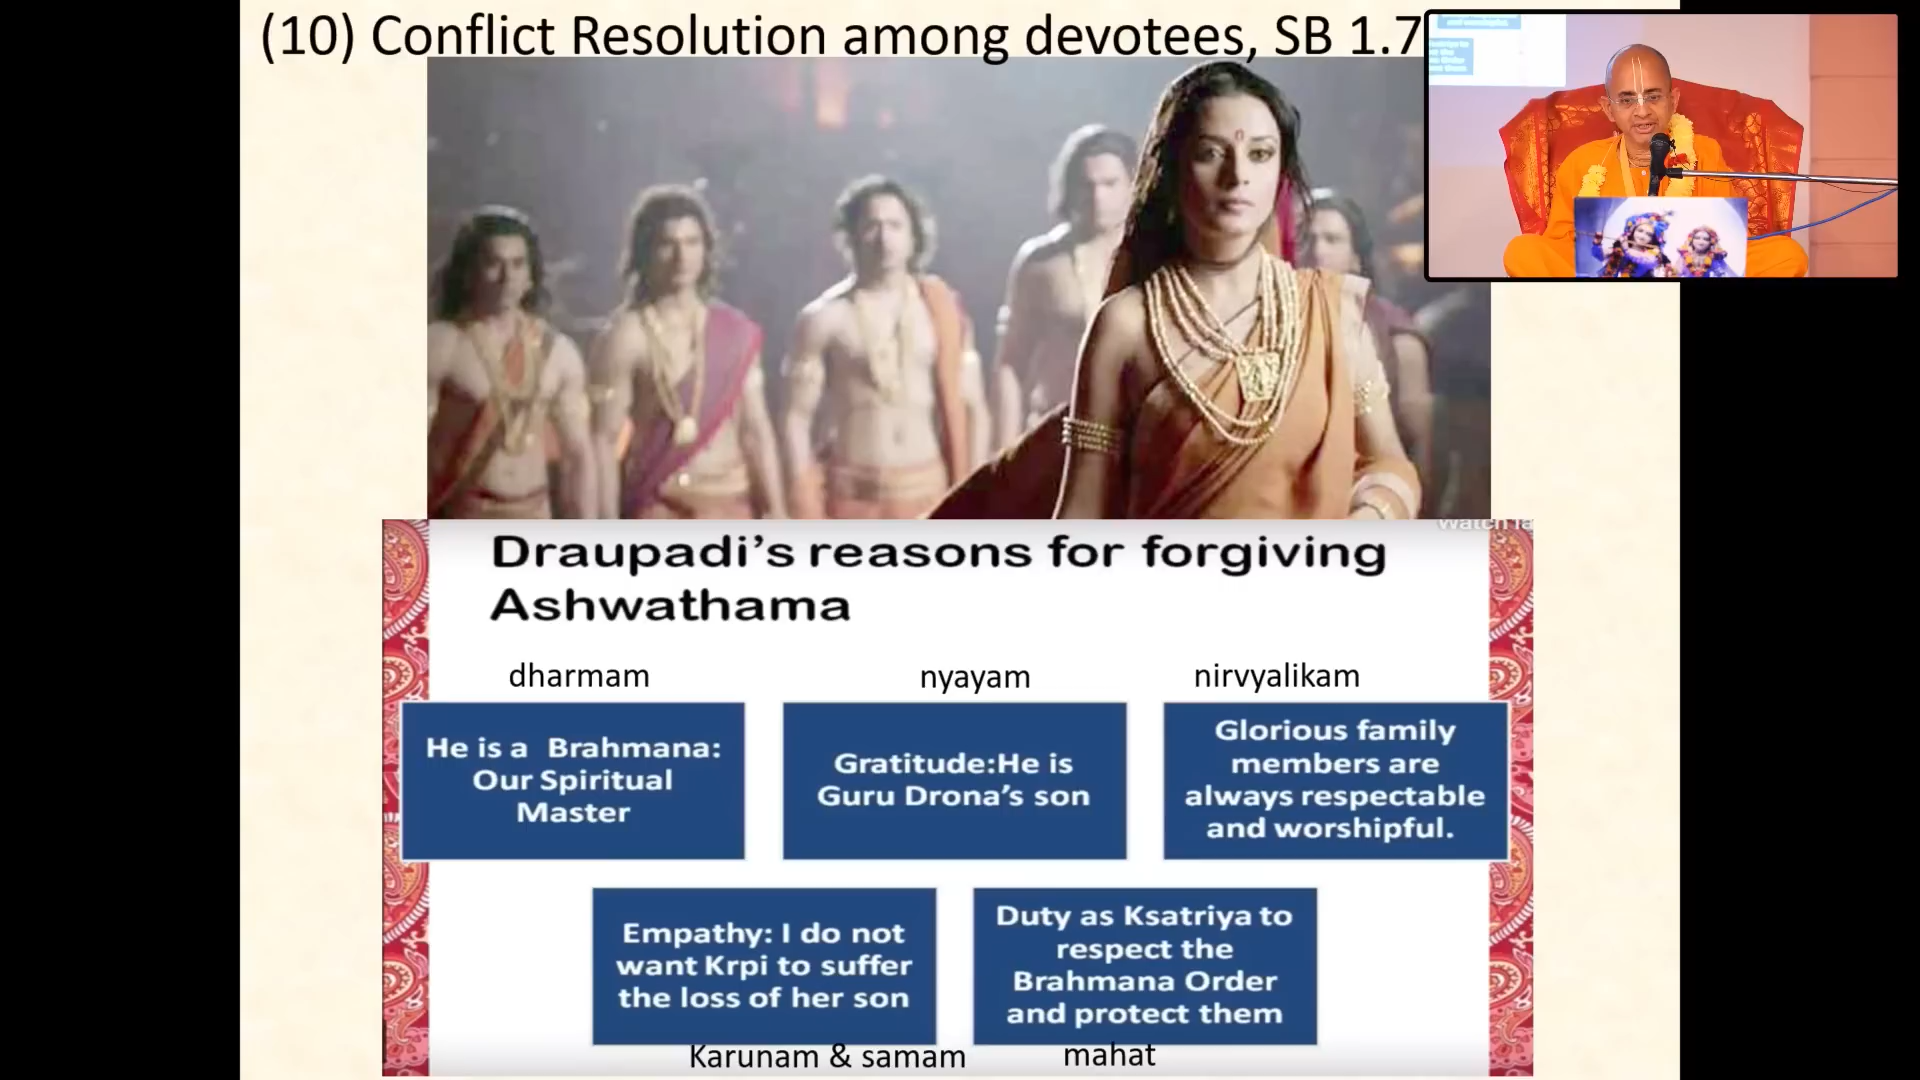 (10) Conflict Resolution among devotees, SB 1.7
Draupadi's reasons for forgiving
Ashwathama
dharmam
nyayam
nirvyalikam
He is a Brahmana:
Our Spiritual
Master
Gratitude:He is
Guru Drona's son
Glorious family
members are
always respectable
and worshipful.
Empathy: I do not
want Krpi to suffer
the loss of her son
Duty as Ksatriya to
respect the
Brahmana Order
and protect them
Karunam & samam
mahat